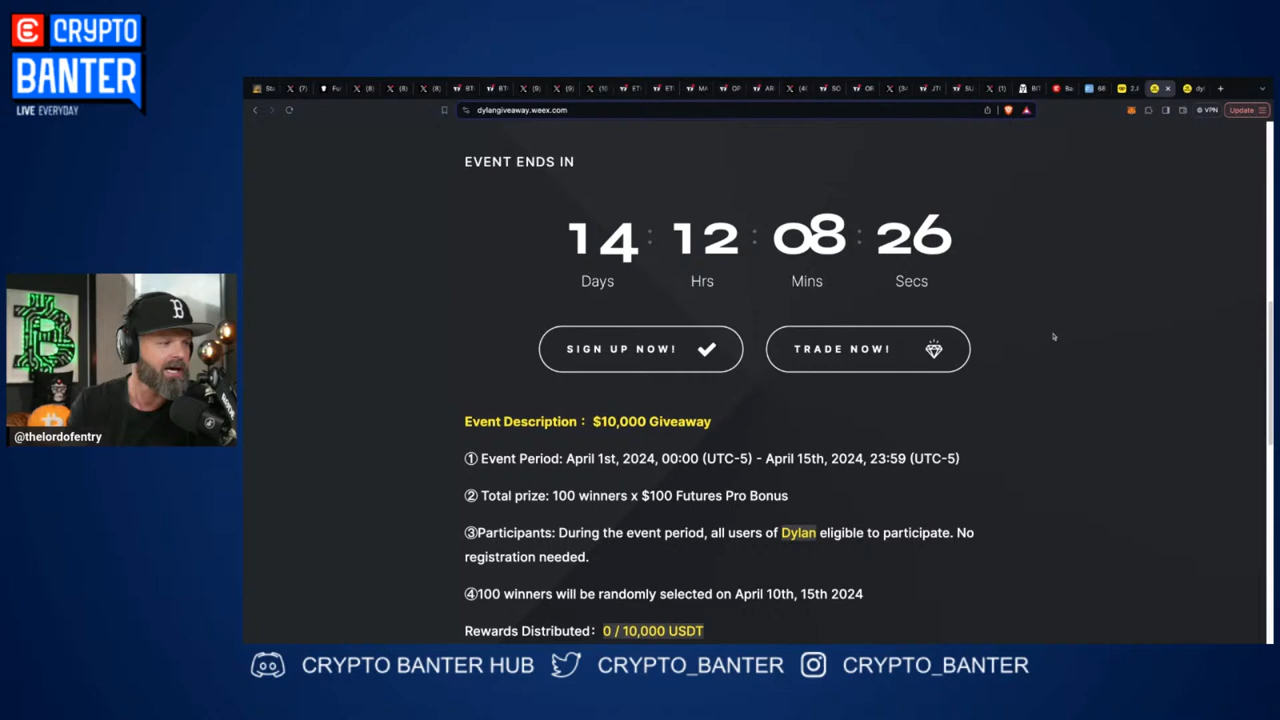 CRYPTO
BANTER
LIVE EVERYDAY
dylangiveaway.weex.com
VPN
Update
EVENT ENDS IN
14 : 12 : 08 : 26
Days Hrs Mins Secs
SIGN UP NOW! TRADE NOW!
Event Description： $10,000 Giveaway
① Event Period: April 1st, 2024, 00:00 (UTC-5) - April 15th, 2024, 23:59 (UTC-5)
② Total prize: 100 winners x $100 Futures Pro Bonus
③Participants: During the event period, all users of Dylan eligible to participate. No
registration needed.
④100 winners will be randomly selected on April 10th, 15th 2024
Rewards Distributed： 0 / 10,000 USDT
@thelordofentry
CRYPTO BANTER HUB CRYPTO_BANTER CRYPTO_BANTER